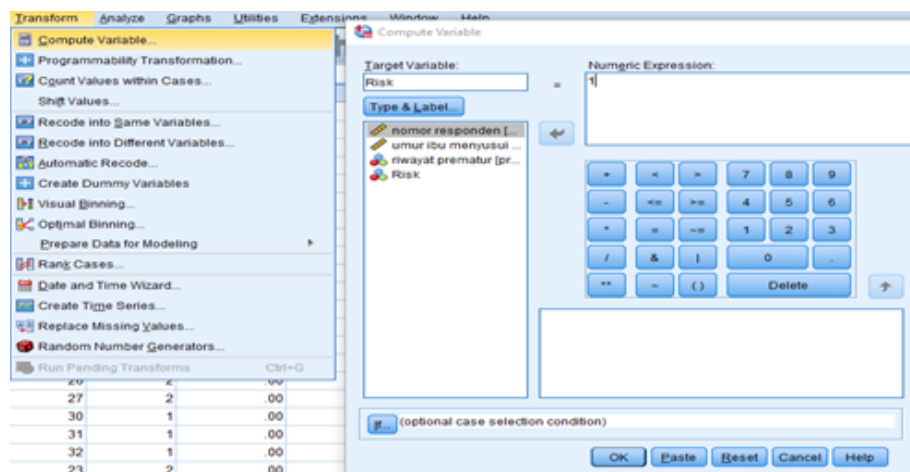 Transform Analyze Graphs Utilities Extensions Window Help
Compute Variable...
Programmability Transformation...
Count Values within Cases...
Shift Values...
Recode into Same Variables...
Recode into Different Variables...
Automatic Recode...
Create Dummy Variables
Visual Binning...
Optimal Binning...
Prepare Data for Modeling
Rank Cases...
Date and Time Wizard...
Create Time Series...
Replace Missing Values...
Random Number Generators...
Run Pending Transforms Ctrl+G
20 2 .00
27 2 .00
30 1 .00
31 1 .00
32 1 .00
23 2 .00
Compute Variable
Target Variable:
Risk
=
Numeric Expression:
1
Type & Label...
nomor responden [...
umur ibu menyusui ...
riwayat prematur [pr...
Risk
+ < > 7 8 9
- <= >= 4 5 6
* = ~= 1 2 3
/ & | 0 .
** ~ ( ) Delete
If... (optional case selection condition)
OK Paste Reset Cancel Help